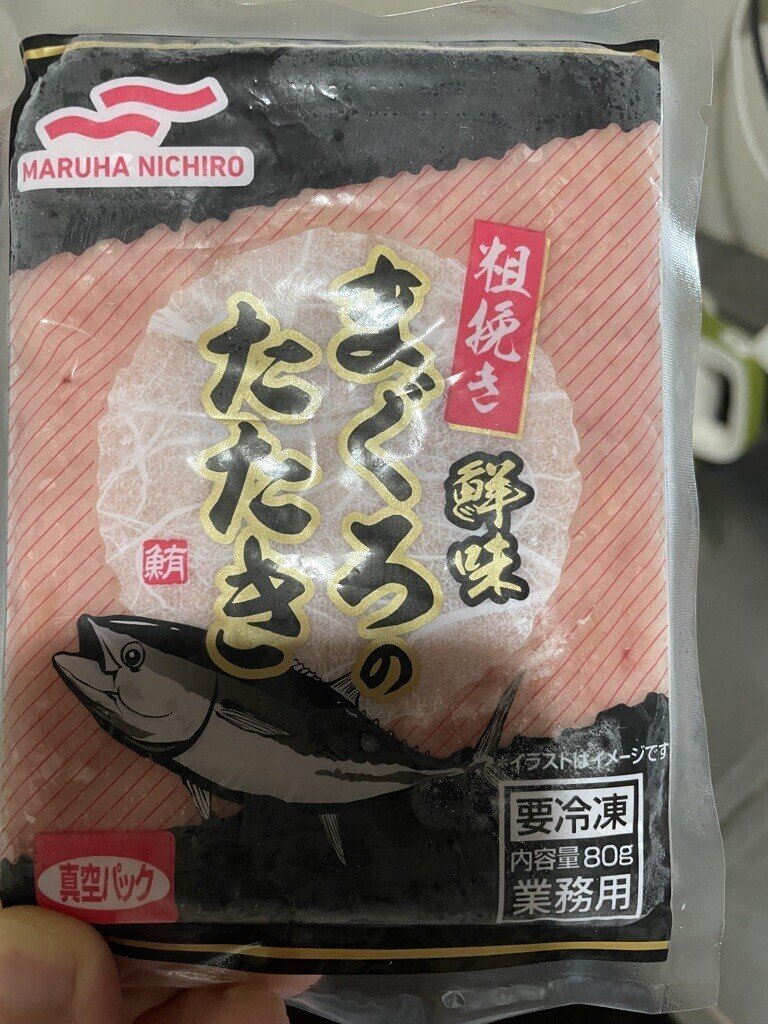 MARUHA NICHIRO
粗挽き
鮮味
まぐろの
たたき
鮪
イラストはイメージです
要冷凍
内容量80g
業務用
真空パック